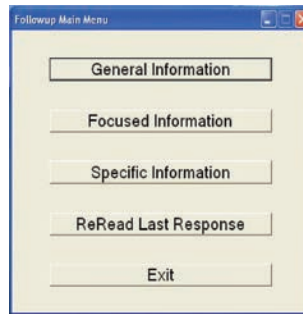 Followup Main Menu
General Information
Focused Information
Specific Information
ReRead Last Response
Exit